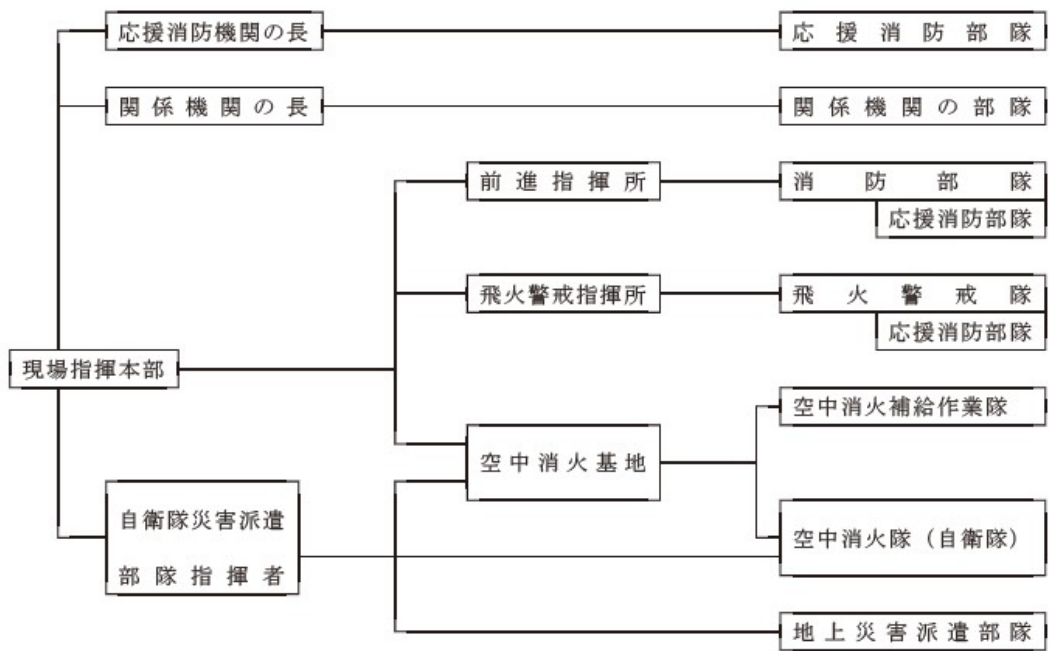 応援消防機関の長
応援消防部隊
関係機関の長
関係機関の部隊
前進指揮所
消防部隊
応援消防部隊
飛火警戒指揮所
飛火警戒隊
応援消防部隊
現場指揮本部
空中消火補給作業隊
空中消火基地
自衛隊災害派遣
部隊指揮者
空中消火隊（自衛隊）
地上災害派遣部隊